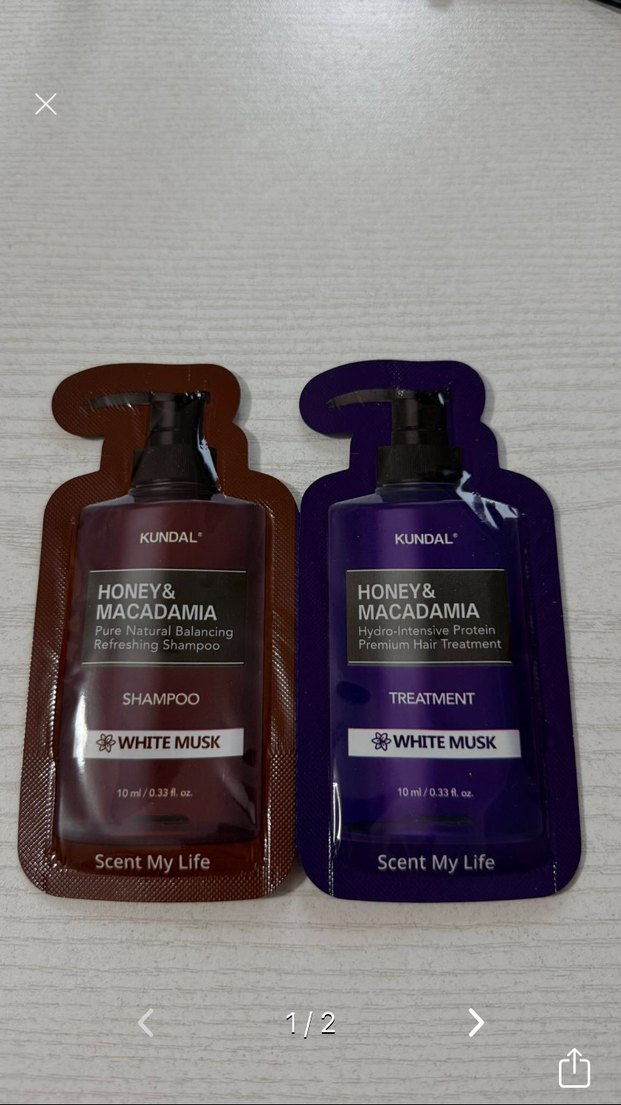 KUNDAL®
HONEY&
MACADAMIA
Pure Natural Balancing
Refreshing Shampoo
SHAMPOO
WHITE MUSK
10 ml / 0.33 fl. oz.
Scent My Life
KUNDAL®
HONEY&
MACADAMIA
Hydro-Intensive Protein
Premium Hair Treatment
TREATMENT
WHITE MUSK
10 ml / 0.33 fl. oz.
Scent My Life
1 / 2